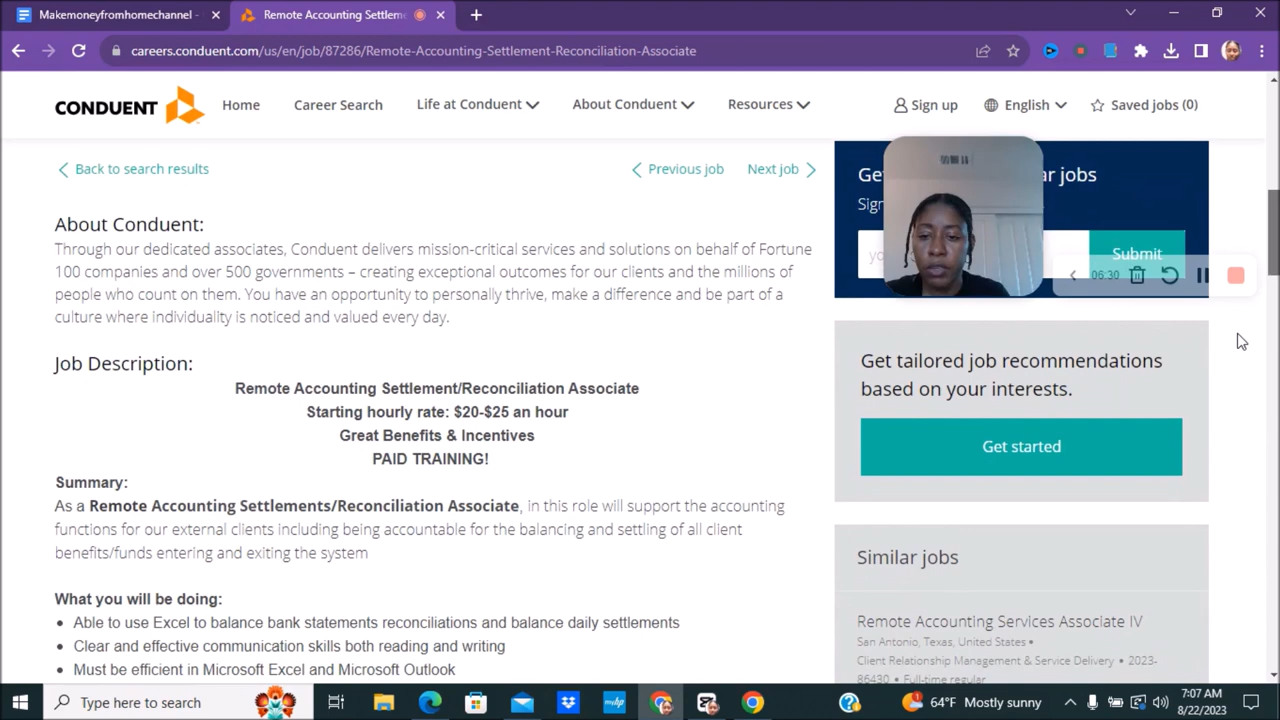 Makemoneyfromhomechannel -
Remote Accounting Settleme
careers.conduent.com/us/en/job/87286/Remote-Accounting-Settlement-Reconciliation-Associate
CONDUENT
Home
Career Search
Life at Conduent
About Conduent
Resources
Sign up
English
Saved jobs (0)
Back to search results
Previous job
Next job
About Conduent:
Through our dedicated associates, Conduent delivers mission-critical services and solutions on behalf of Fortune
100 companies and over 500 governments – creating exceptional outcomes for our clients and the millions of
people who count on them. You have an opportunity to personally thrive, make a difference and be part of a
culture where individuality is noticed and valued every day.
Job Description:
Remote Accounting Settlement/Reconciliation Associate
Starting hourly rate: $20-$25 an hour
Great Benefits & Incentives
PAID TRAINING!
Summary:
As a Remote Accounting Settlements/Reconciliation Associate, in this role will support the accounting
functions for our external clients including being accountable for the balancing and settling of all client
benefits/funds entering and exiting the system
What you will be doing:
• Able to use Excel to balance bank statements reconciliations and balance daily settlements
• Clear and effective communication skills both reading and writing
• Must be efficient in Microsoft Excel and Microsoft Outlook
jobs
Submit
06:30
Get tailored job recommendations
based on your interests.
Get started
Similar jobs
Remote Accounting Services Associate IV
San Antonio, Texas, United States •
Client Relationship Management & Service Delivery • 2023-
86430 • Full-time regular
Type here to search
64°F Mostly sunny
7:07 AM
8/22/2023